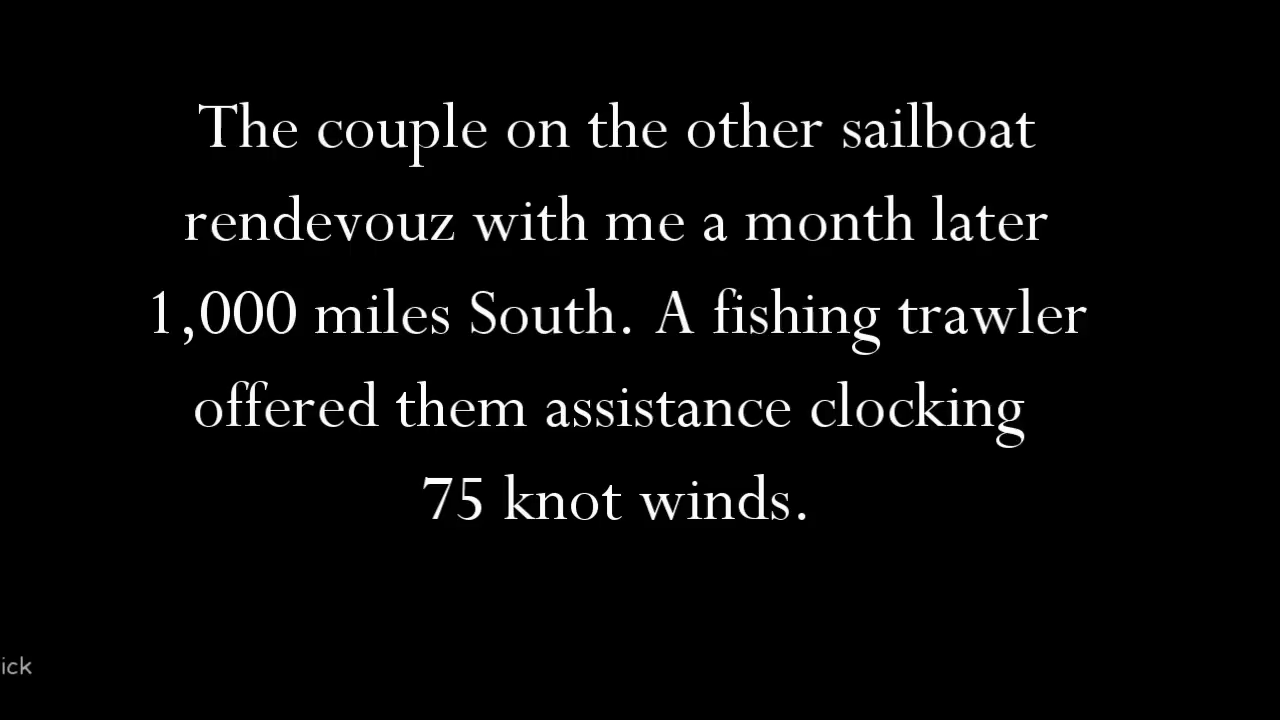 The couple on the other sailboat
rendevouz with me a month later
1,000 miles South. A fishing trawler
offered them assistance clocking
75 knot winds.
ick